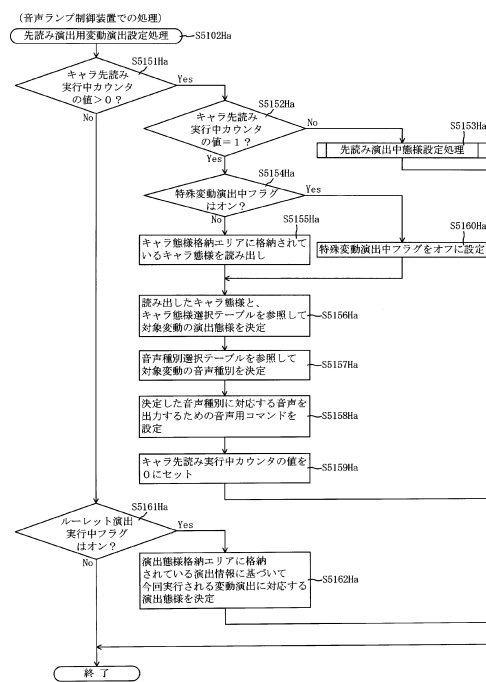 （音声ランプ制御装置での処理）
先読み演出用変動演出設定処理
S5102Ha
S5151Ha
キャラ先読み
実行中カウンタ
の値＞０？
Yes
No
S5152Ha
キャラ先読み
実行中カウンタ
の値＝１？
No
Yes
S5153Ha
先読み演出中態様設定処理
S5154Ha
特殊変動演出中フラグ
はオン？
Yes
No
S5155Ha
キャラ態様格納エリアに格納されて
いるキャラ態様を読み出し
S5160Ha
特殊変動演出中フラグをオフに設定
読み出したキャラ態様と、
キャラ態様選択テーブルを参照して
対象変動の演出態様を決定
S5156Ha
音声種別選択テーブルを参照して
対象変動の音声種別を決定
S5157Ha
決定した音声種別に対応する音声を
出力するための音声用コマンドを
設定
S5158Ha
キャラ先読み実行中カウンタの値を
０にセット
S5159Ha
S5161Ha
ルーレット演出
実行中フラグ
はオン？
Yes
No
演出態様格納エリアに格納
されている演出情報に基づいて
今回実行される変動演出に対応する
演出態様を決定
S5162Ha
終 了